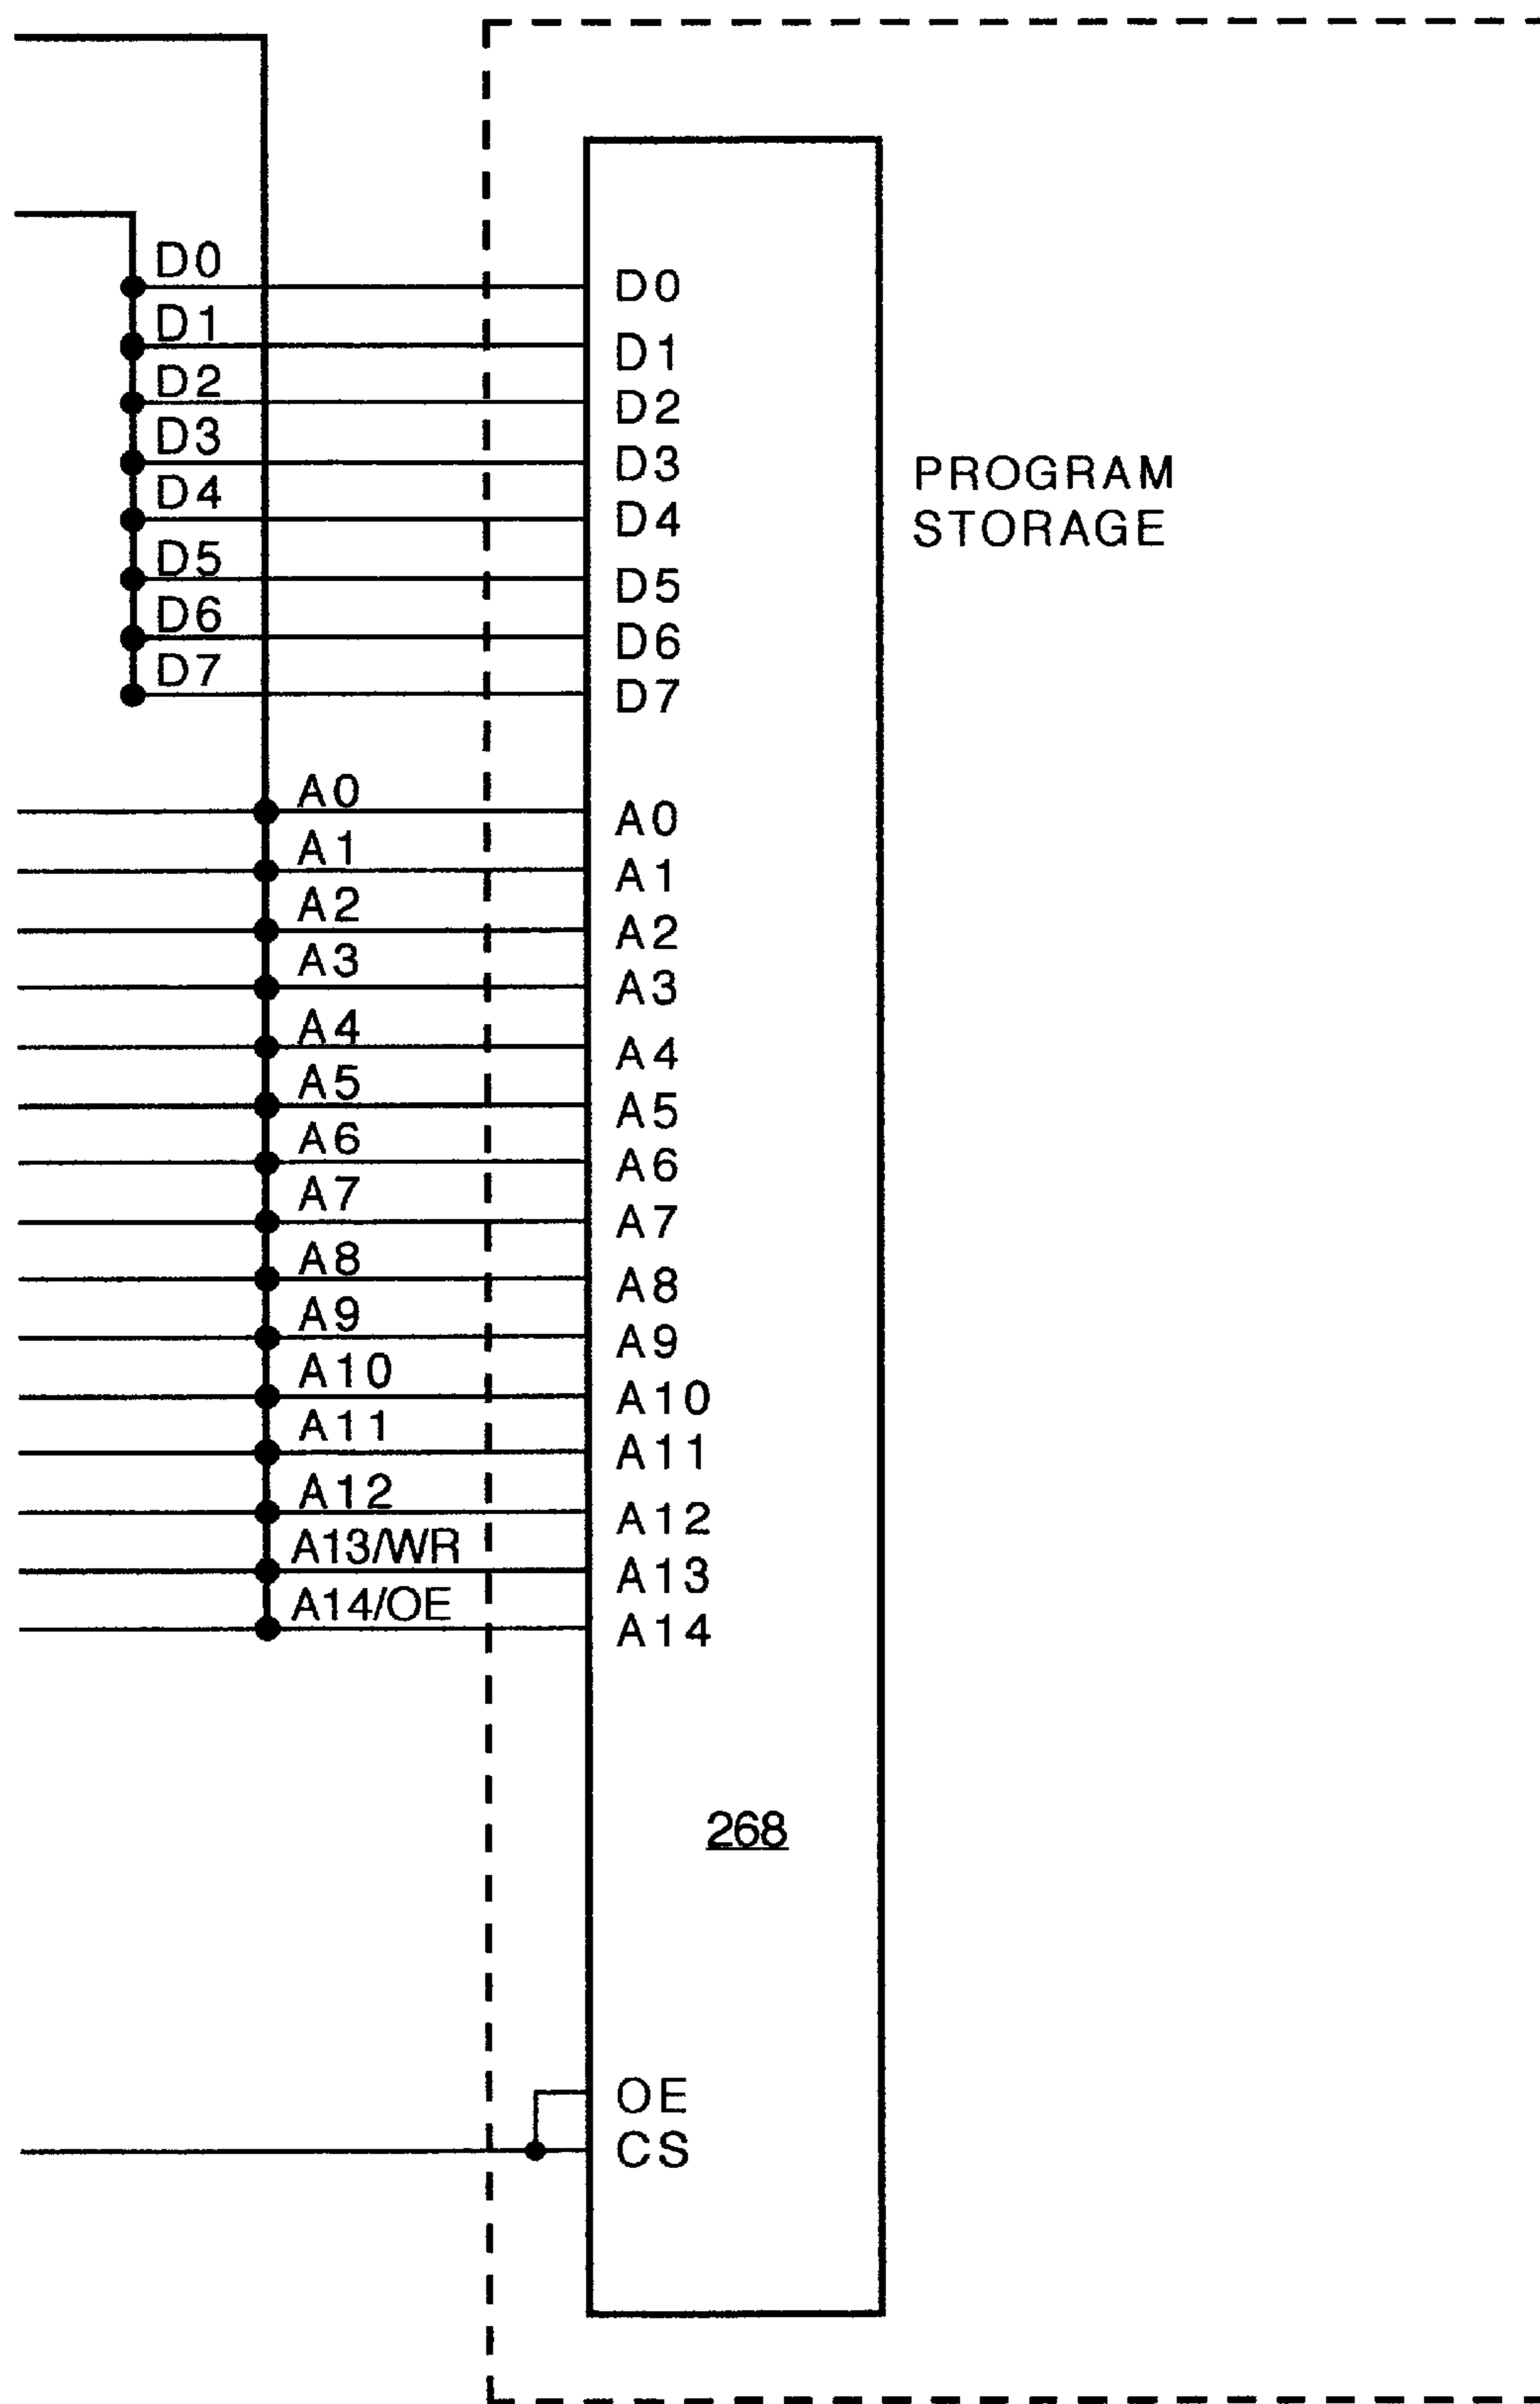 D0
D0
D1
D1
D2
D2
D3
D3
PROGRAM
STORAGE
D4
D4
D5
D5
D6
D6
D7
D7
A0
A0
A1
A1
A2
A2
A3
A3
A4
A4
A5
A5
A6
A6
A7
A7
A8
A8
A9
A9
A10
A10
A11
A11
A12
A12
A13/WR
A13
A14/OE
A14
268
OE
CS